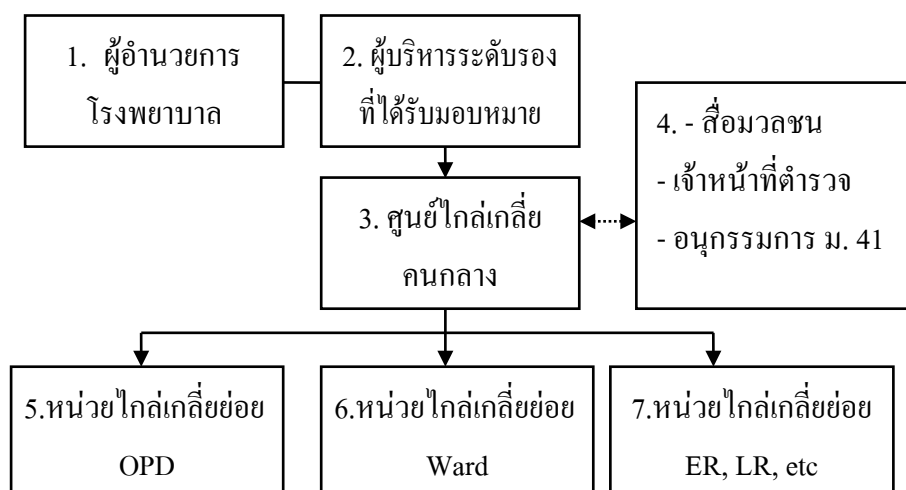 1. ผู้อำนวยการ
โรงพยาบาล
2. ผู้บริหารระดับรอง
ที่ได้รับมอบหมาย
3. ศูนย์ไกล่เกลี่ย
คนกลาง
4. - สื่อมวลชน
- เจ้าหน้าที่ตำรวจ
- อนุกรรมการ ม. 41
5.หน่วยไกล่เกลี่ยย่อย
OPD
6.หน่วยไกล่เกลี่ยย่อย
Ward
7.หน่วยไกล่เกลี่ยย่อย
ER, LR, etc